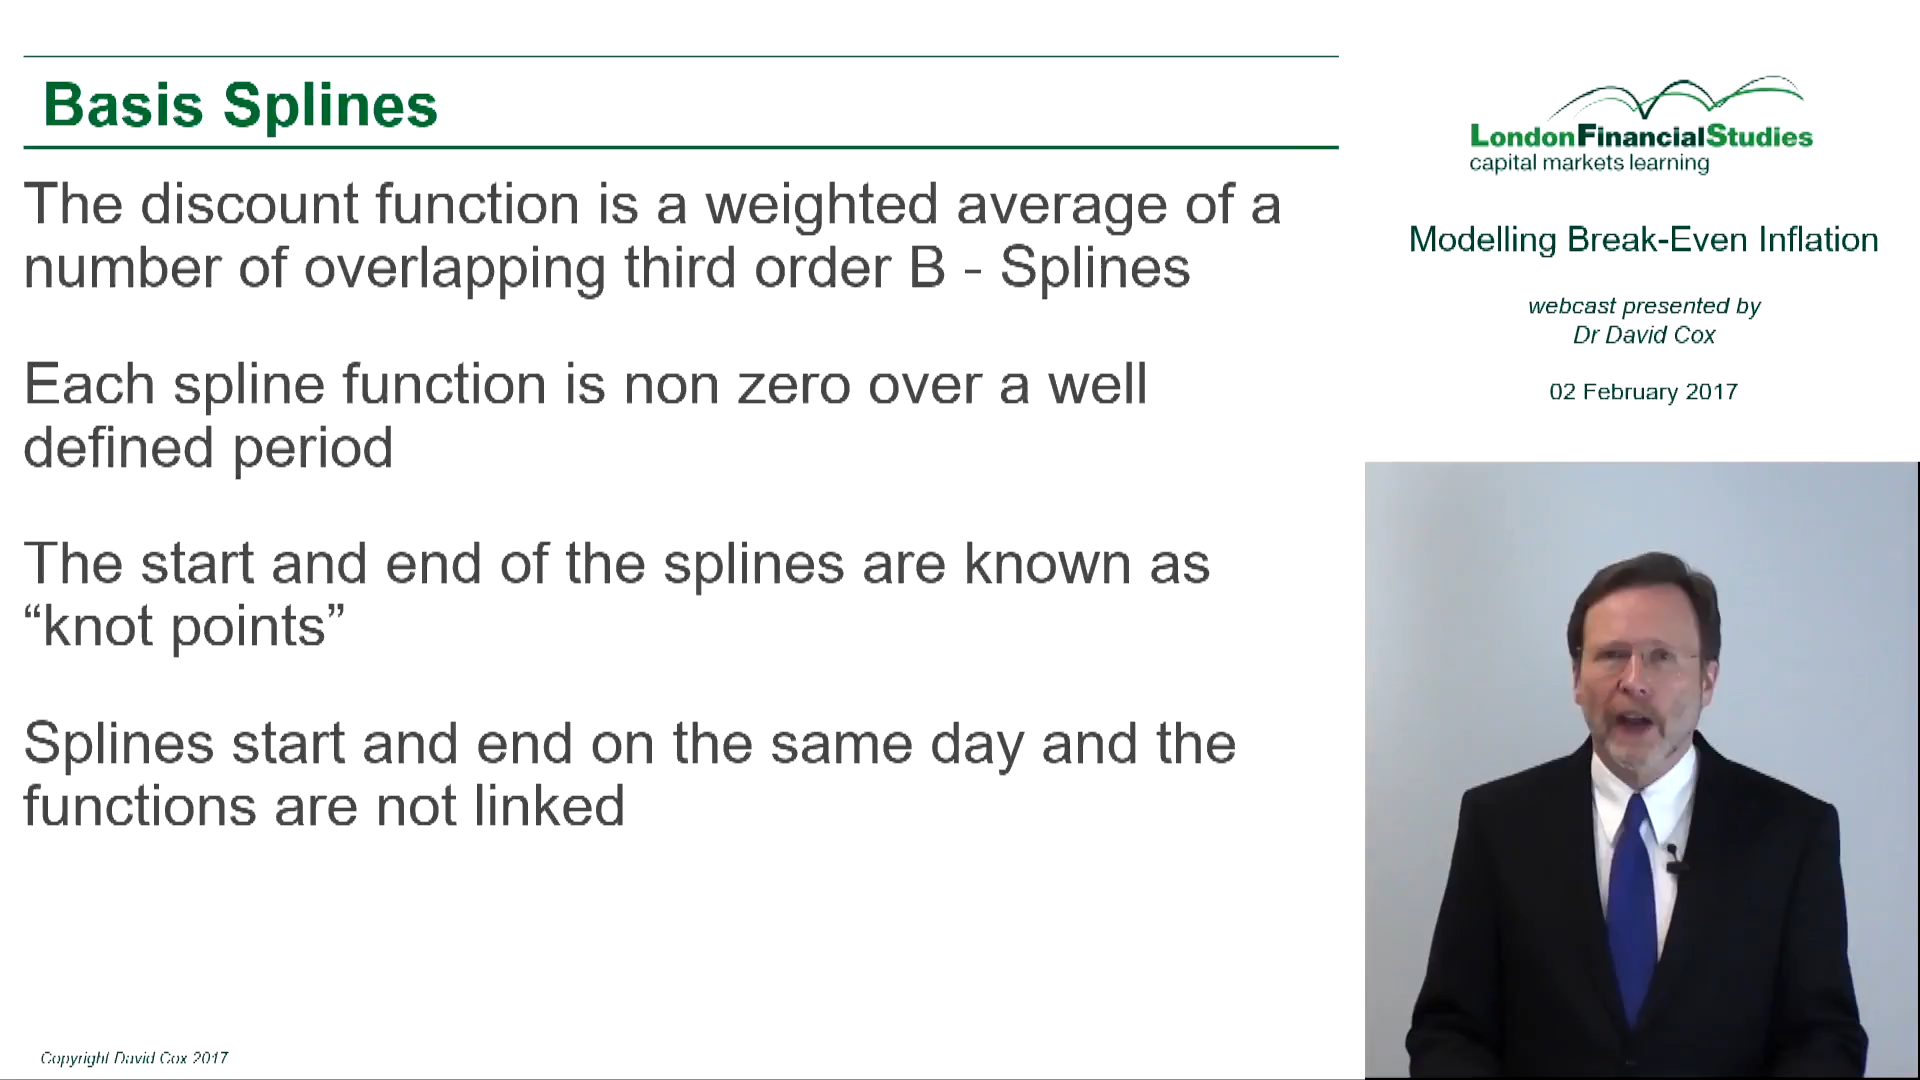 Basis Splines
The discount function is a weighted average of a
number of overlapping third order B - Splines
Each spline function is non zero over a well
defined period
The start and end of the splines are known as
“knot points”
Splines start and end on the same day and the
functions are not linked
Copyright David Cox 2017
LondonFinancialStudies
capital markets learning
Modelling Break-Even Inflation
webcast presented by
Dr David Cox
02 February 2017